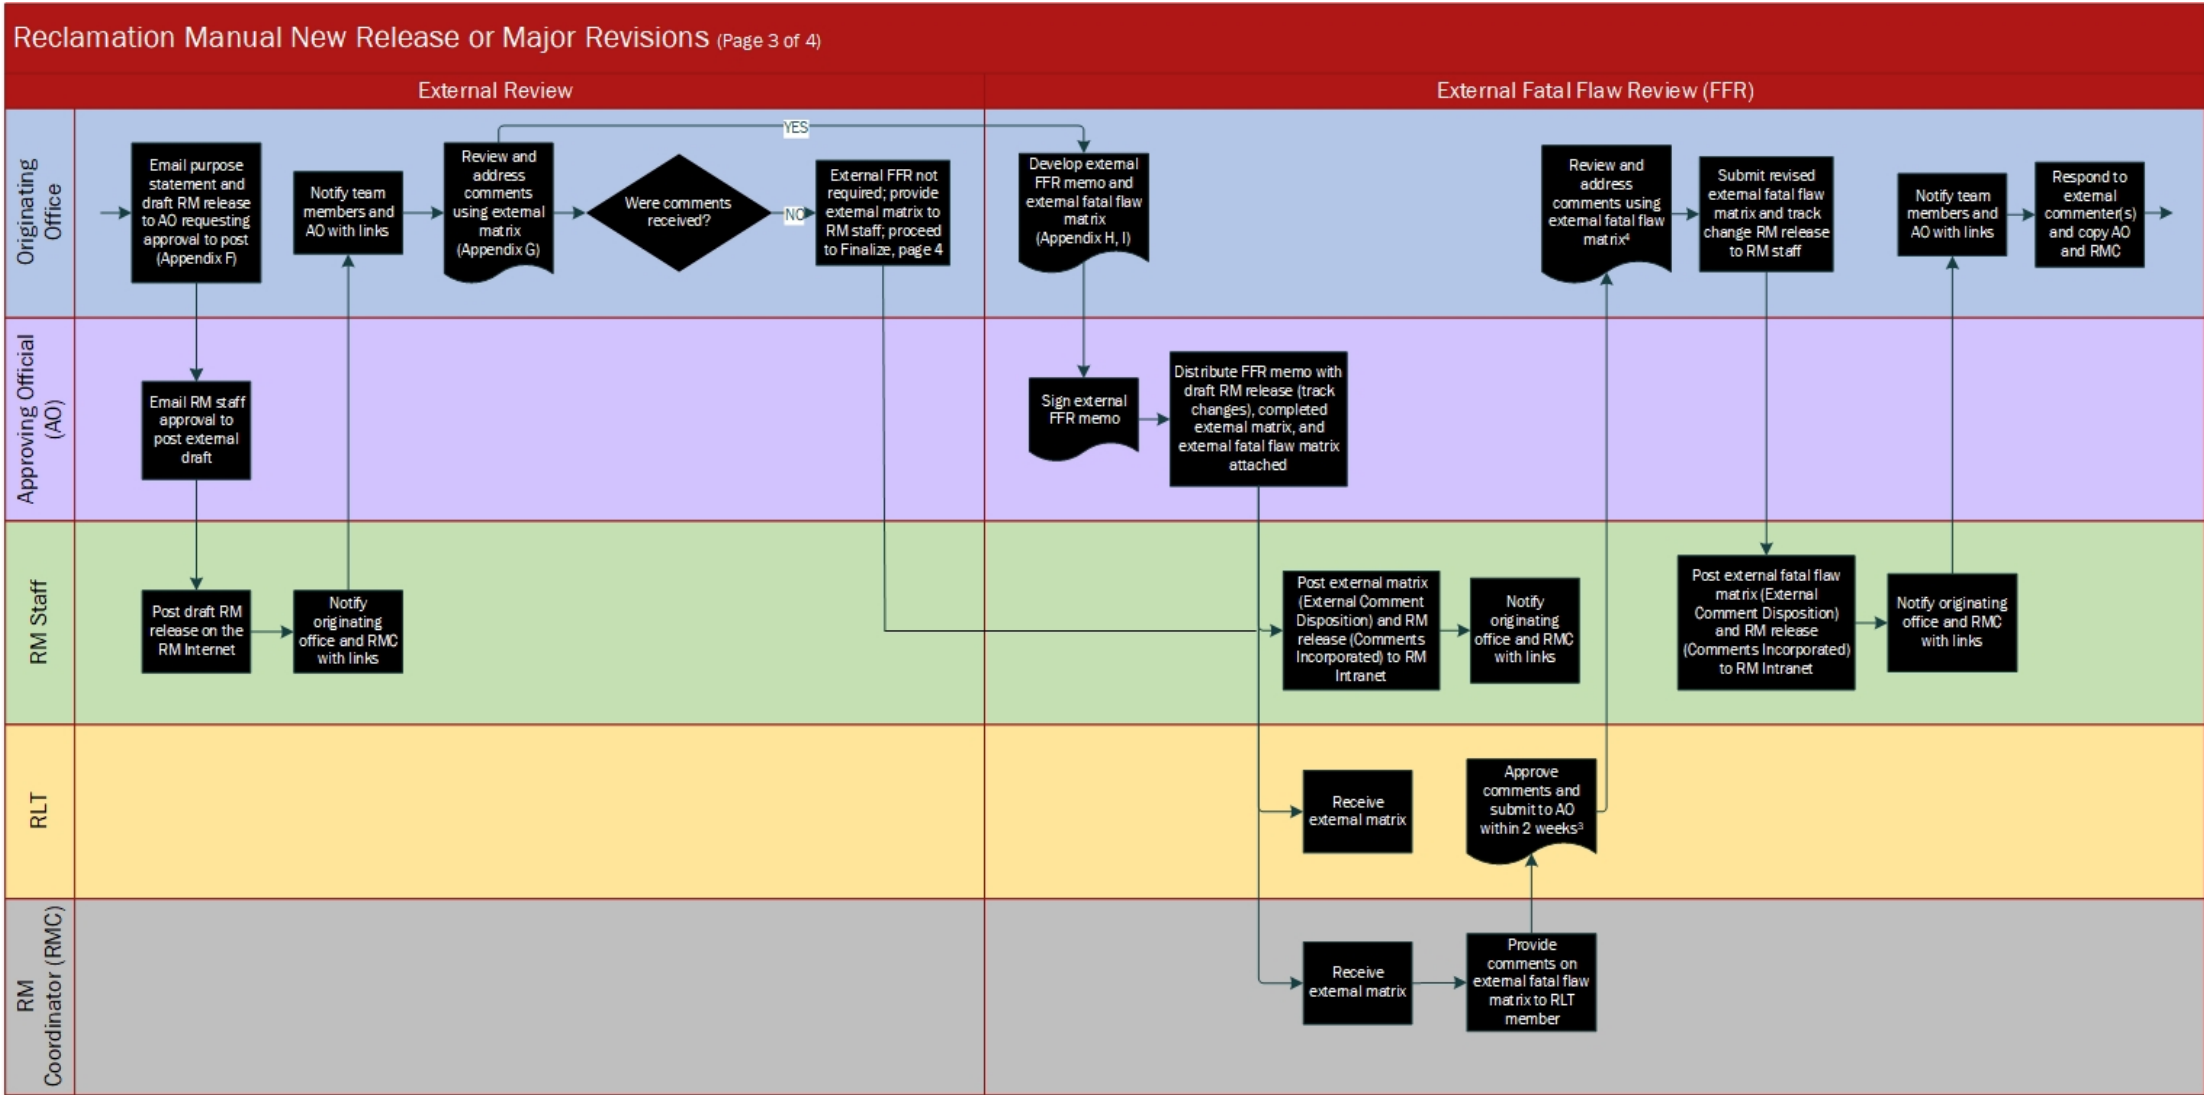 Reclamation Manual New Release or Major Revisions (Page 3 of 4)
External Review
External Fatal Flaw Review (FFR)
Originating
Office
Email purpose
statement and
draft RM release
to AO requesting
approval to post
(Appendix F)
Notify team
members and
AO with links
Review and
address
comments
using external
matrix
(Appendix G)
Were comments
received?
YES
NO
External FFR not
required; provide
external matrix to
RM staff; proceed
to Finalize, page 4
Develop external
FFR memo and
external fatal flaw
matrix
(Appendix H, I)
Review and
address
comments using
external fatal flaw
matrix⁴
Submit revised
external fatal flaw
matrix and track
change RM release
to RM staff
Notify team
members and
AO with links
Respond to
external
commenter(s)
and copy AO
and RMC
Approving Official
(AO)
Email RM staff
approval to
post external
draft
Sign external
FFR memo
Distribute FFR memo with
draft RM release (track
changes), completed
external matrix, and
external fatal flaw matrix
attached
RM Staff
Post draft RM
release on the
RM Internet
Notify
originating
office and RMC
with links
Post external matrix
(External Comment
Disposition) and RM
release (Comments
Incorporated) to RM
Intranet
Notify
originating
office and RMC
with links
Post external fatal flaw
matrix (External
Comment Disposition)
and RM release
(Comments Incorporated)
to RM Intranet
Notify originating
office and RMC
with links
RLT
Receive
external matrix
Approve
comments and
submit to AO
within 2 weeks³
RM
Coordinator (RMC)
Receive
external matrix
Provide
comments on
external fatal flaw
matrix to RLT
member